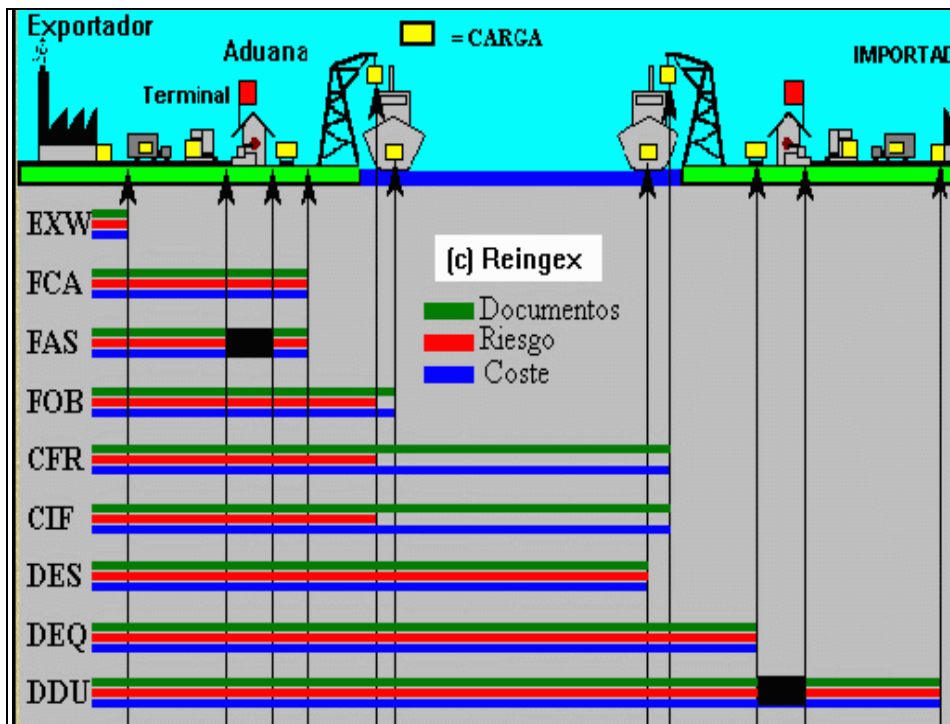 Exportador
= CARGA
Aduana
IMPORTAD
Terminal
EXW
(c) Reingex
FCA
Documentos
FAS
Riesgo
Coste
FOB
CFR
CIF
DES
DEQ
DDU